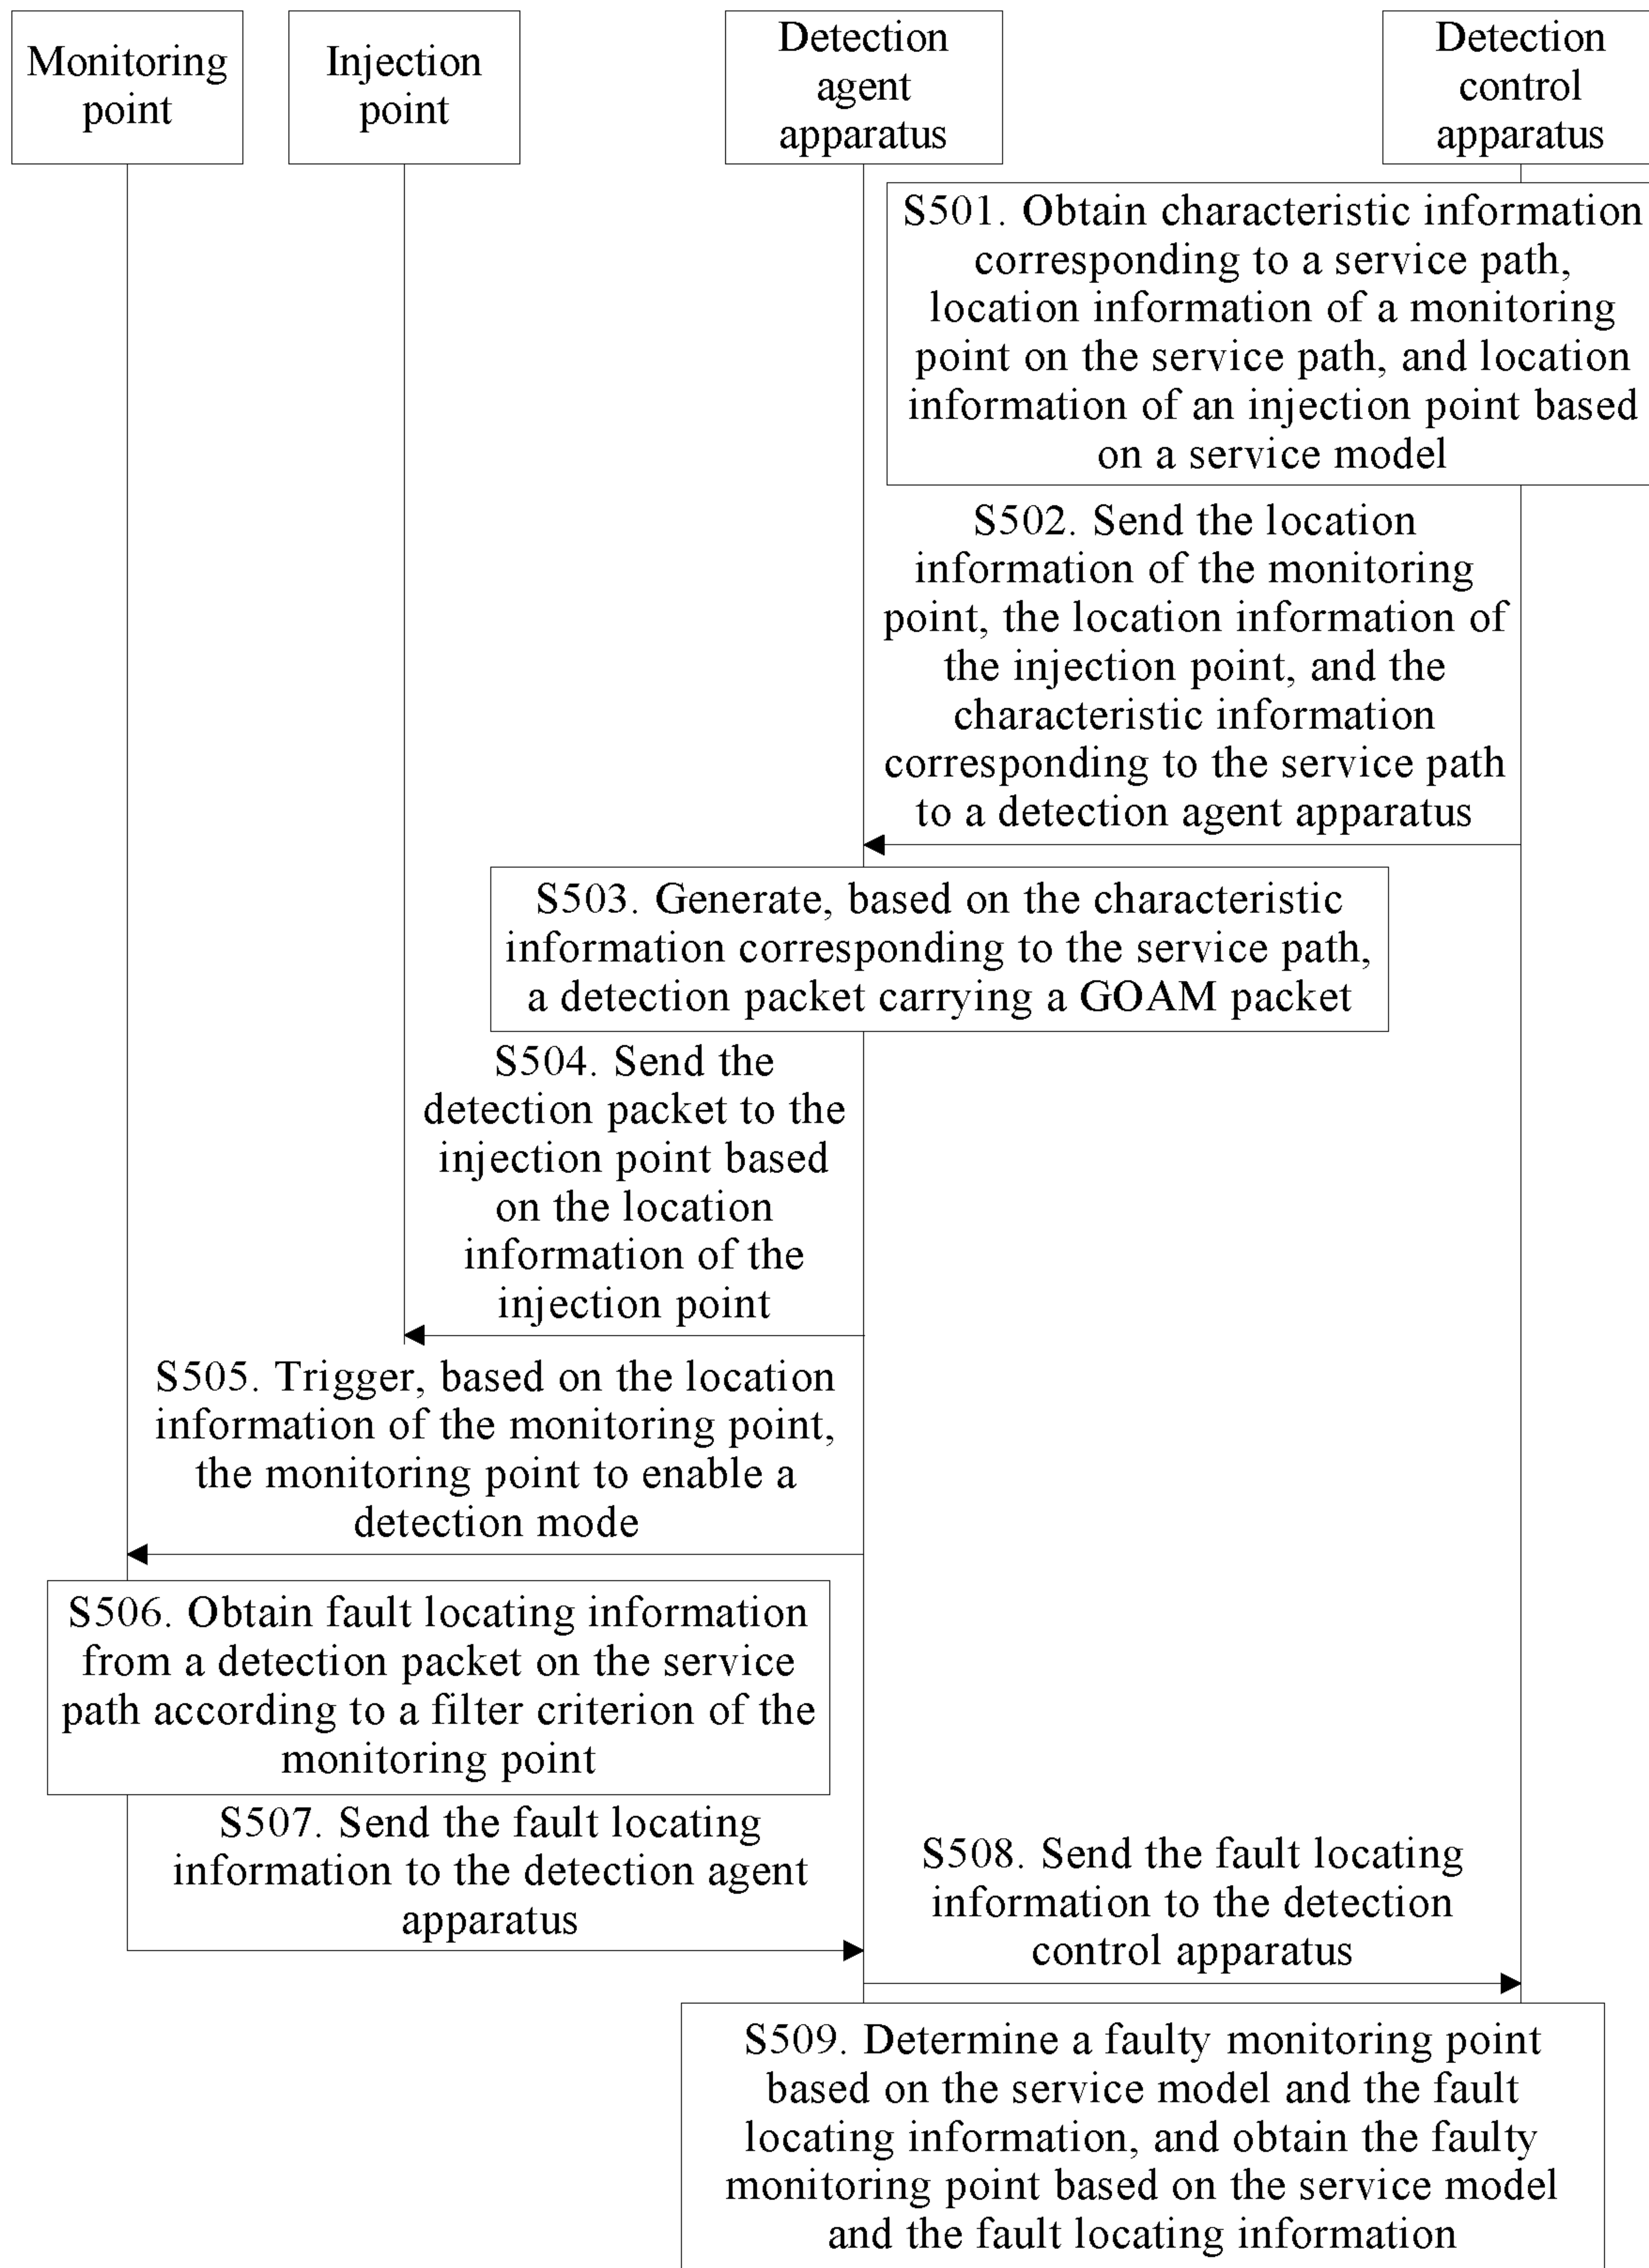 Monitoring
point
Injection
point
Detection
agent
apparatus
Detection
control
apparatus
S501. Obtain characteristic information
corresponding to a service path,
location information of a monitoring
point on the service path, and location
information of an injection point based
on a service model
S502. Send the location
information of the monitoring
point, the location information of
the injection point, and the
characteristic information
corresponding to the service path
to a detection agent apparatus
S503. Generate, based on the characteristic
information corresponding to the service path,
a detection packet carrying a GOAM packet
S504. Send the
detection packet to the
injection point based
on the location
information of the
injection point
S505. Trigger, based on the location
information of the monitoring point,
the monitoring point to enable a
detection mode
S506. Obtain fault locating information
from a detection packet on the service
path according to a filter criterion of the
monitoring point
S507. Send the fault locating
information to the detection agent
apparatus
S508. Send the fault locating
information to the detection
control apparatus
S509. Determine a faulty monitoring point
based on the service model and the fault
locating information, and obtain the faulty
monitoring point based on the service model
and the fault locating information